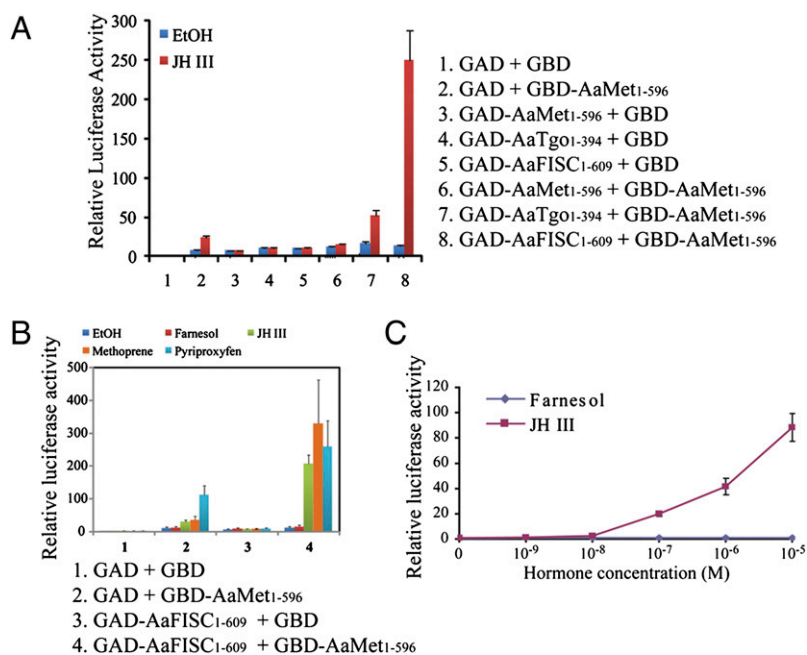 A
Relative Luciferase Activity
300
250
200
150
100
50
0
EtOH
JH III
1 2 3 4 5 6 7 8
1. GAD + GBD
2. GAD + GBD-AaMet1-596
3. GAD-AaMet1-596 + GBD
4. GAD-AaTgo1-394 + GBD
5. GAD-AaFISC1-609 + GBD
6. GAD-AaMet1-596 + GBD-AaMet1-596
7. GAD-AaTgo1-394 + GBD-AaMet1-596
8. GAD-AaFISC1-609 + GBD-AaMet1-596
B
EtOH Farnesol JH III
Methoprene Pyriproxyfen
Relative luciferase activity
500
400
300
200
100
0
1 2 3 4
1. GAD + GBD
2. GAD + GBD-AaMet1-596
3. GAD-AaFISC1-609 + GBD
4. GAD-AaFISC1-609 + GBD-AaMet1-596
C
Relative luciferase activity
120
100
80
60
40
20
0
Farnesol
JH III
0 10-9 10-8 10-7 10-6 10-5
Hormone concentration (M)